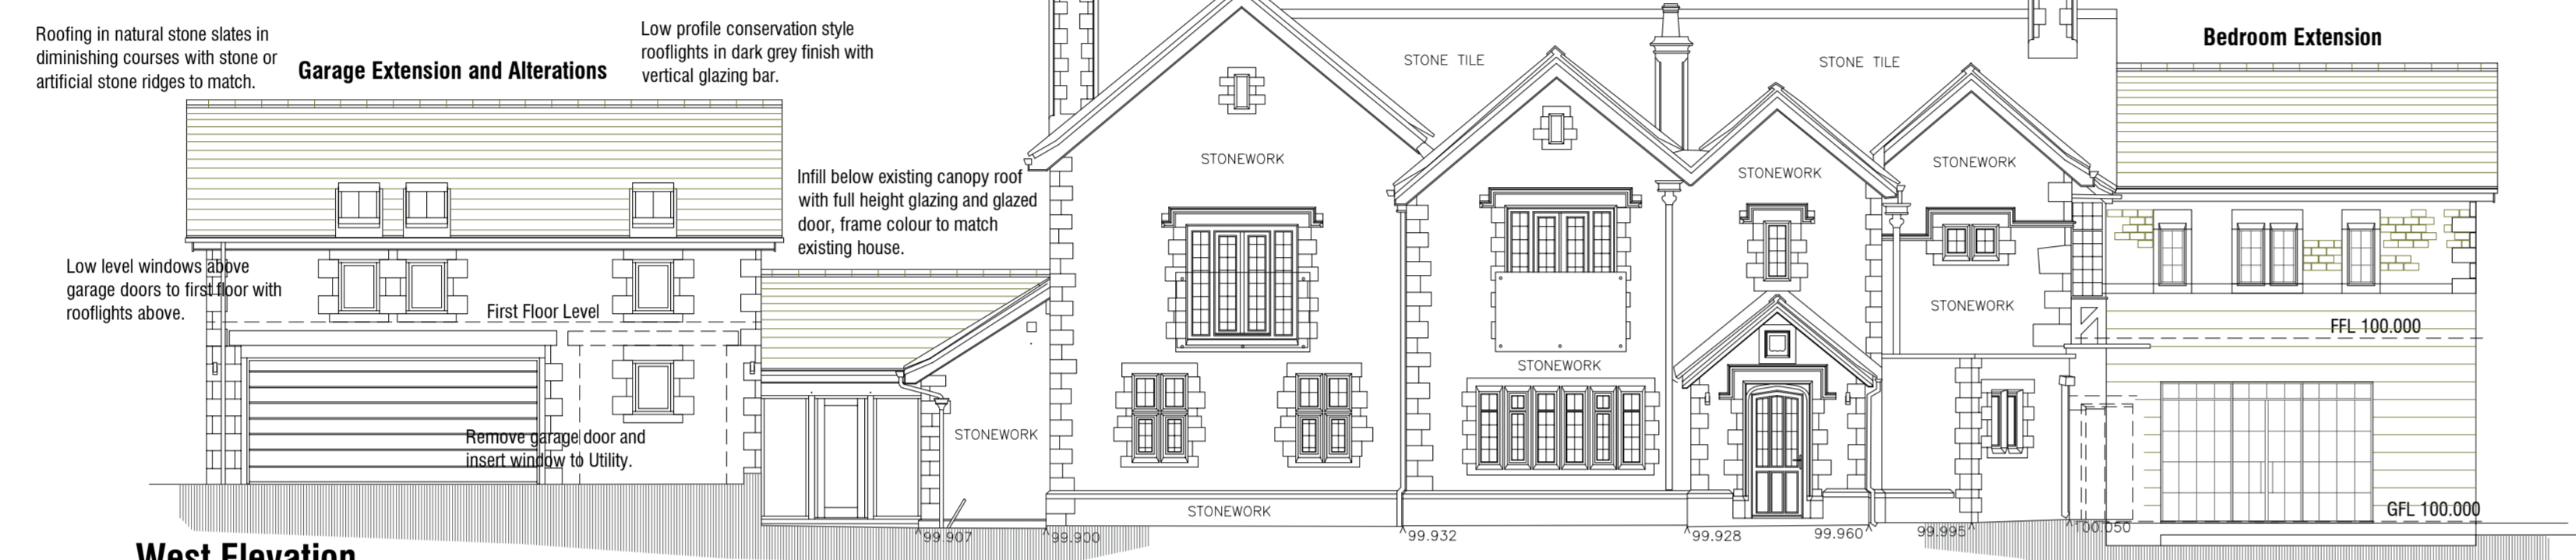 Roofing in natural stone slates in
diminishing courses with stone or
artificial stone ridges to match.
Garage Extension and Alterations
Low profile conservation style
rooflights in dark grey finish with
vertical glazing bar.
STONE TILE
STONE TILE
Bedroom Extension
STONEWORK
STONEWORK
STONEWORK
Infill below existing canopy roof
with full height glazing and glazed
door, frame colour to match
existing house.
Low level windows above
garage doors to first floor with
rooflights above.
First Floor Level
STONEWORK
FFL 100.000
STONEWORK
Remove garage door and
insert window to Utility.
STONEWORK
STONEWORK
GFL 100.000
99.907
99.900
99.932
99.928
99.960
99.995
100.050
West Elevation